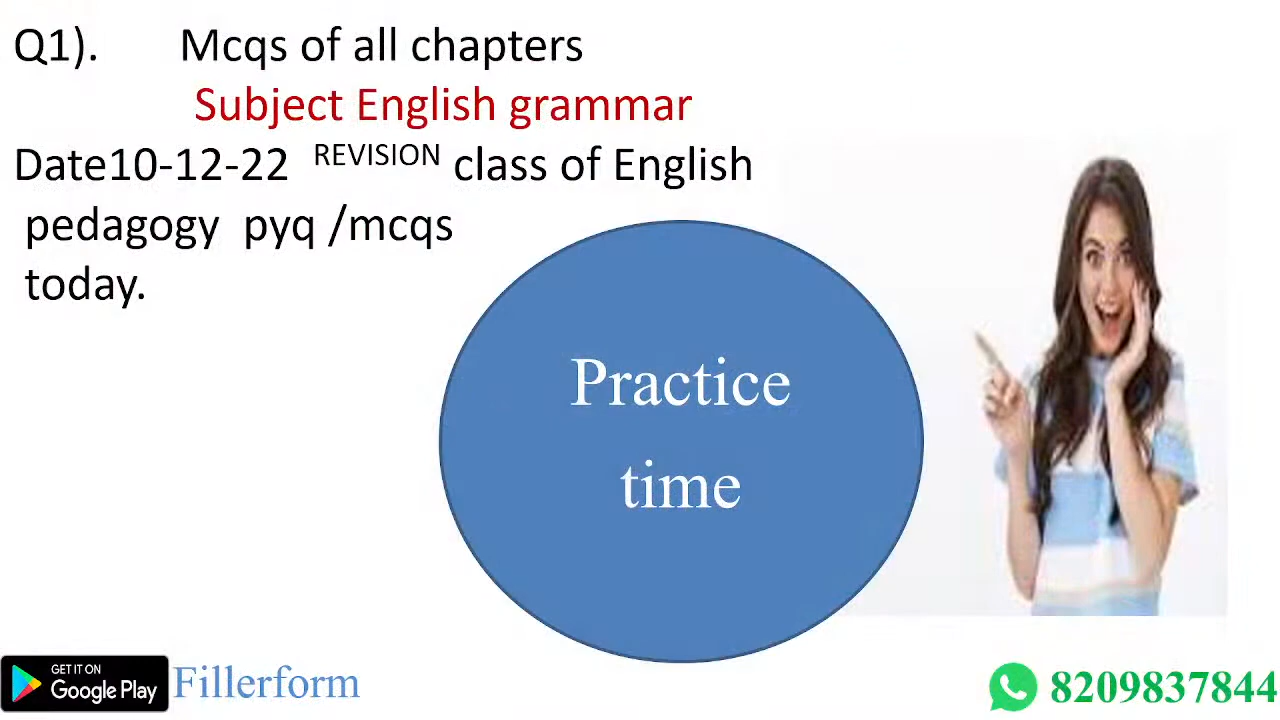 Q1). Mcqs of all chapters
Subject English grammar
Date10-12-22 REVISION class of English
pedagogy pyq /mcqs
today.
Practice
time
GET IT ON
Google Play
Fillerform
8209837844